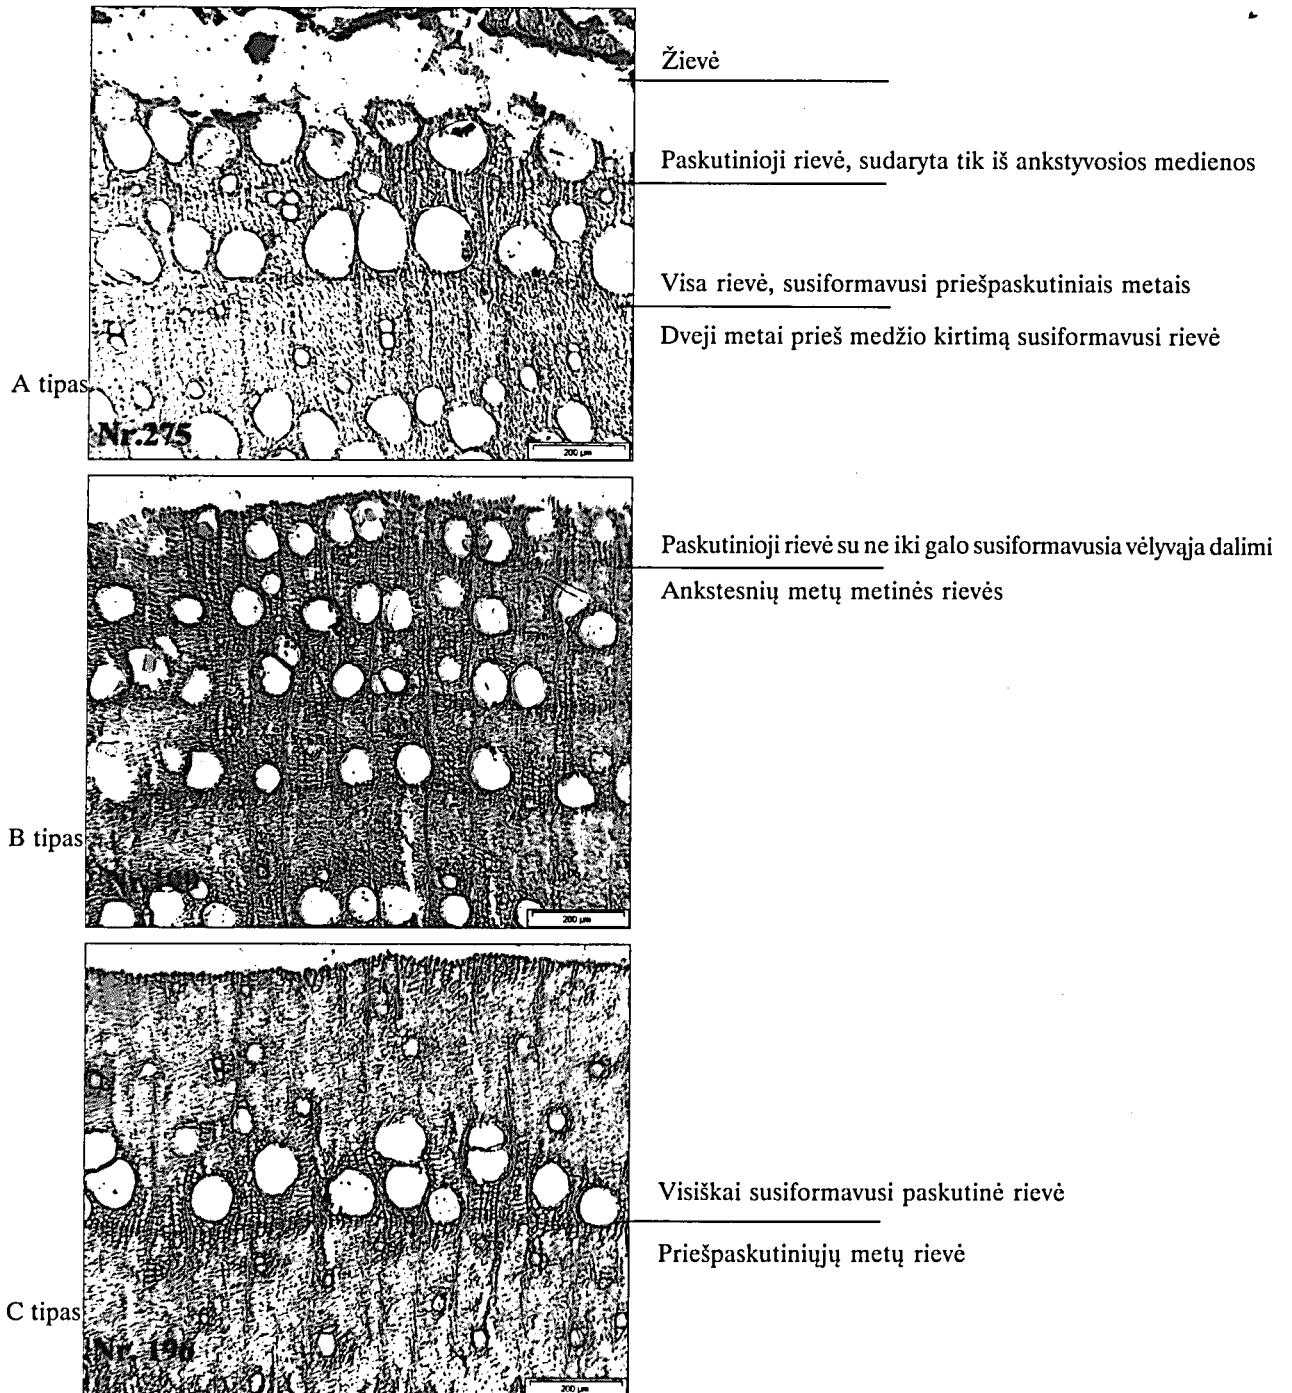 Žievė
Paskutinioji rievė, sudaryta tik iš ankstyvosios medienos
Visa rievė, susiformavusi priešpaskutiniais metais
Dveji metai prieš medžio kirtimą susiformavusi rievė
A tipas
Nr.275
200 µm
Paskutinioji rievė su ne iki galo susiformavusia vėlyvąja dalimi
Ankstesnių metų metinės rievės
B tipas
200 µm
Visiškai susiformavusi paskutinė rievė
Priešpaskutiniųjų metų rievė
C tipas
Nr. 196
200 µm